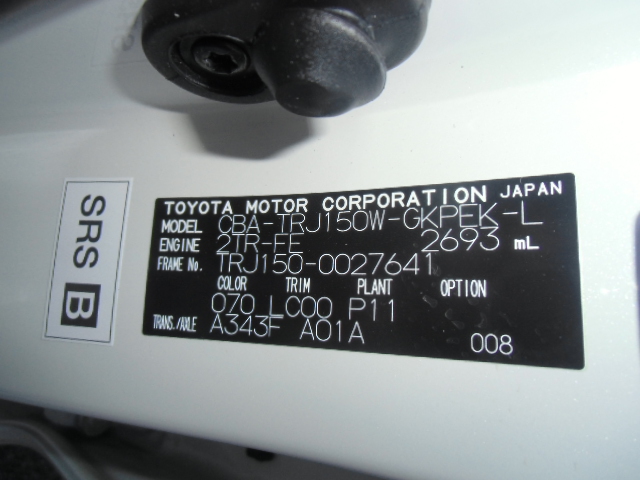 TOYOTA MOTOR CORPORATION JAPAN
MODEL CBA-TRJ150W-GKPEK-L
ENGINE 2TR-FE 2693 mL
FRAME No. TRJ150-0027641
COLOR TRIM PLANT OPTION
070 LC00 P11
TRANS./AXLE A343F A01A 008
SRS B